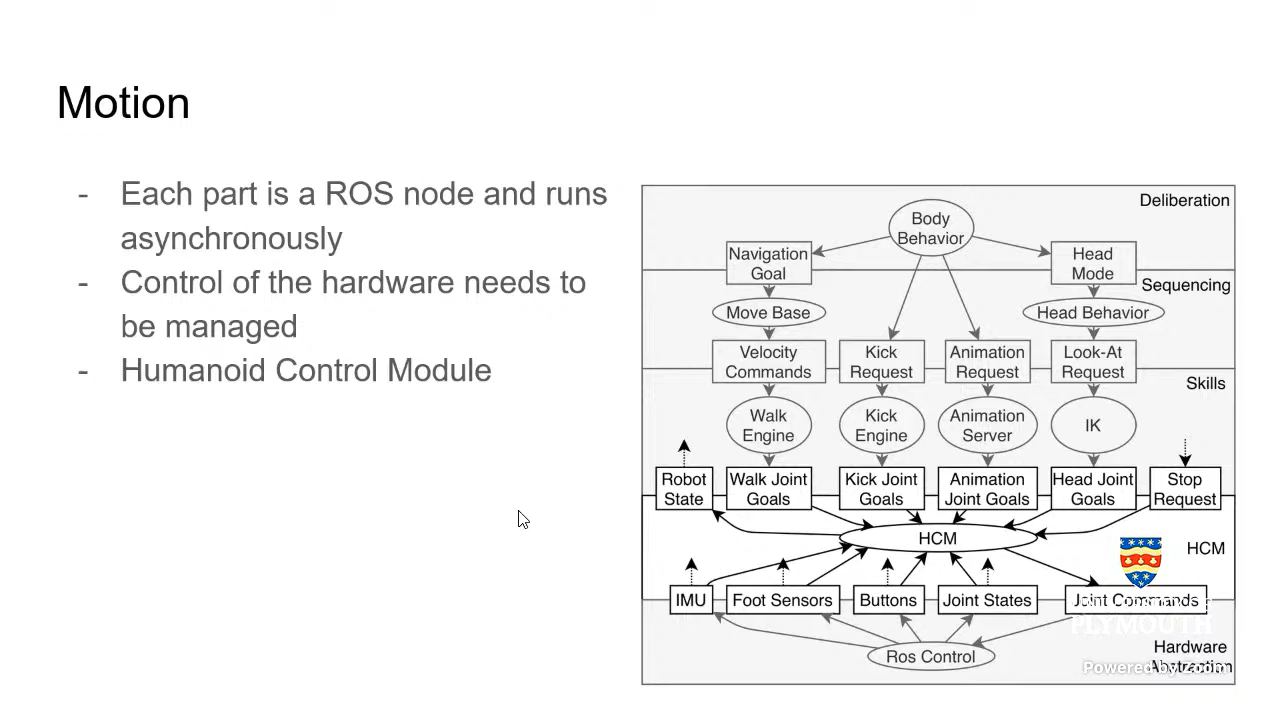 Motion
- Each part is a ROS node and runs
asynchronously
- Control of the hardware needs to
be managed
- Humanoid Control Module
Deliberation
Body
Behavior
Navigation
Goal
Head
Mode
Sequencing
Move Base
Head Behavior
Velocity
Commands
Kick
Request
Animation
Request
Look-At
Request
Skills
Walk
Engine
Kick
Engine
Animation
Server
IK
Robot
State
Walk Joint
Goals
Kick Joint
Goals
Animation
Joint Goals
Head Joint
Goals
Stop
Request
HCM
HCM
IMU
Foot Sensors
Buttons
Joint States
Joint Commands
PLYMOUTH
Ros Control
Hardware
Abstraction
Powered by Zoom